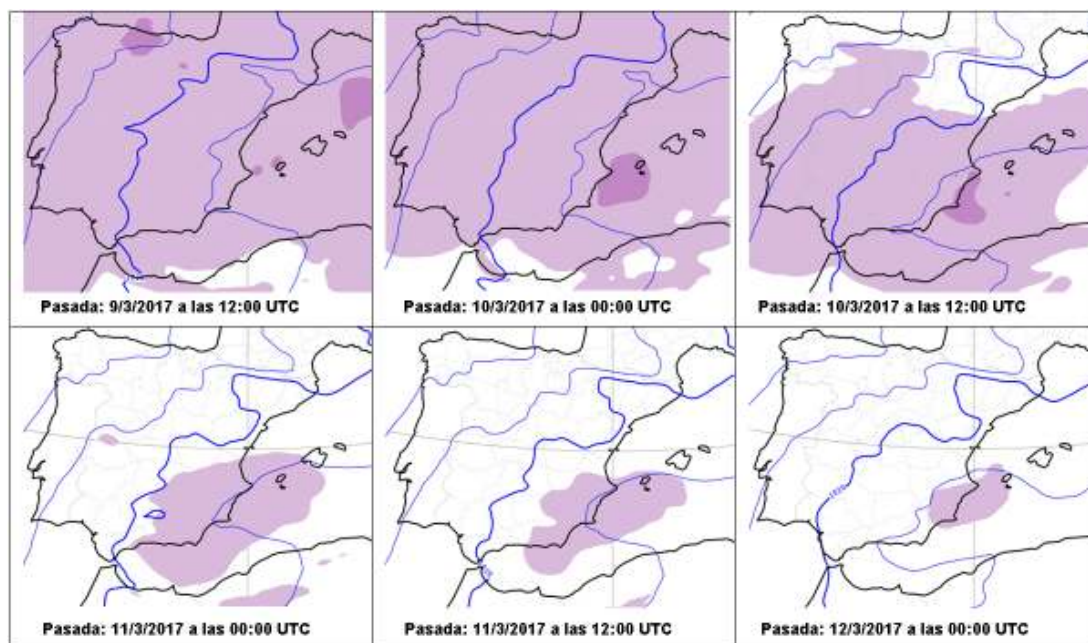 Pasada: 9/3/2017 a las 12:00 UTC
Pasada: 10/3/2017 a las 00:00 UTC
Pasada: 10/3/2017 a las 12:00 UTC
Pasada: 11/3/2017 a las 00:00 UTC
Pasada: 11/3/2017 a las 12:00 UTC
Pasada: 12/3/2017 a las 00:00 UTC